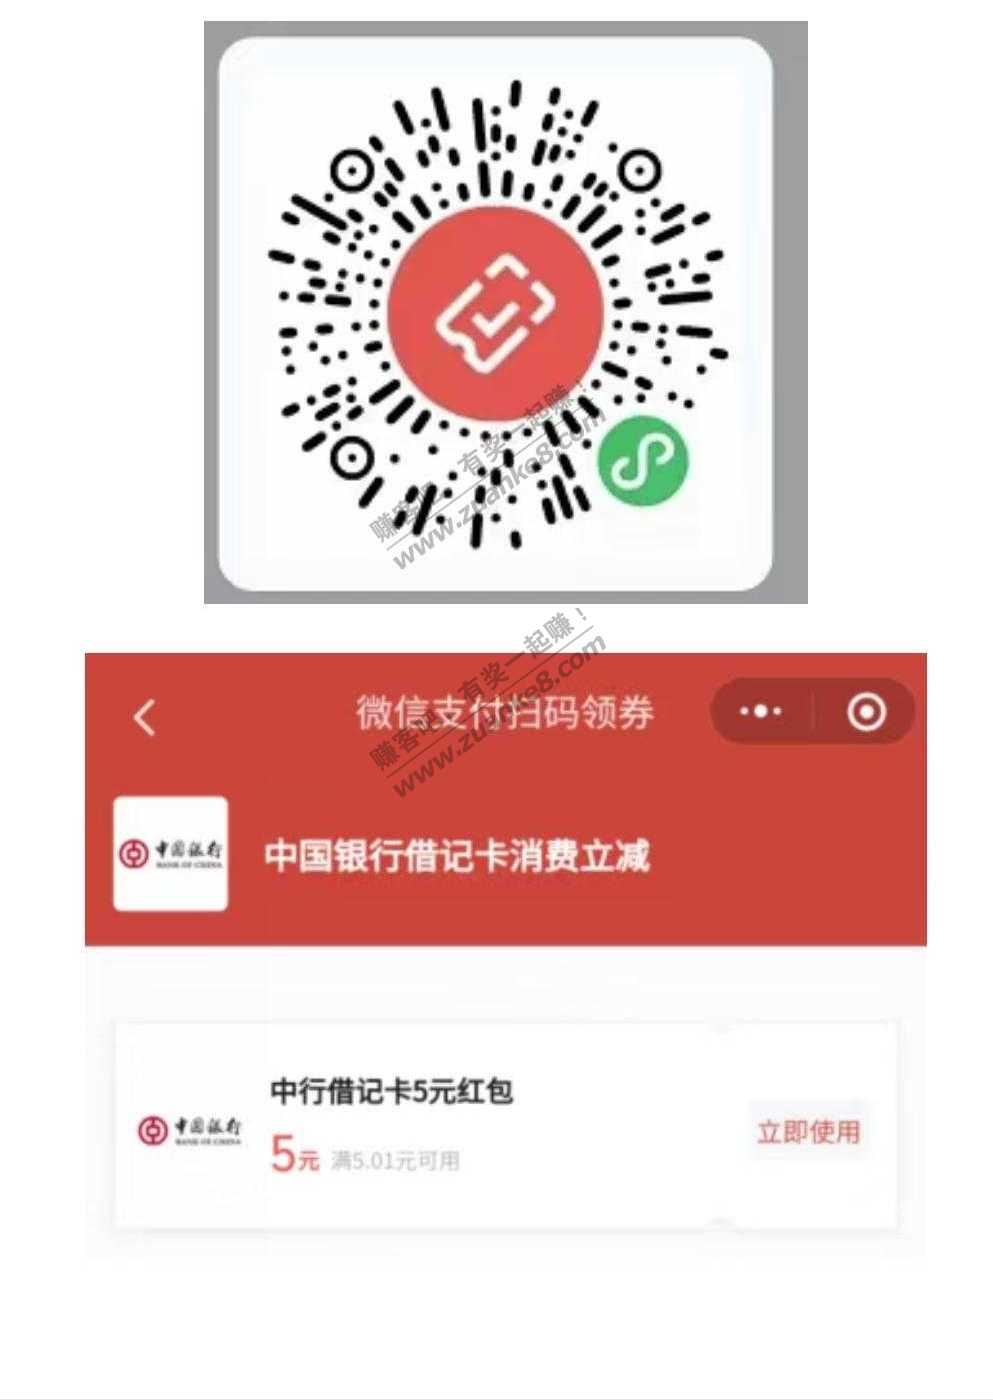 赚客吧，有奖一起赚！
www.zuanke8.com
赚客吧，有奖一起赚！
www.zuanke8.com
微信支付扫码领券
中国银行
BANK OF CHINA
中国银行借记卡消费立减
中行借记卡5元红包
中国银行
BANK OF CHINA
5元 满5.01元可用
立即使用